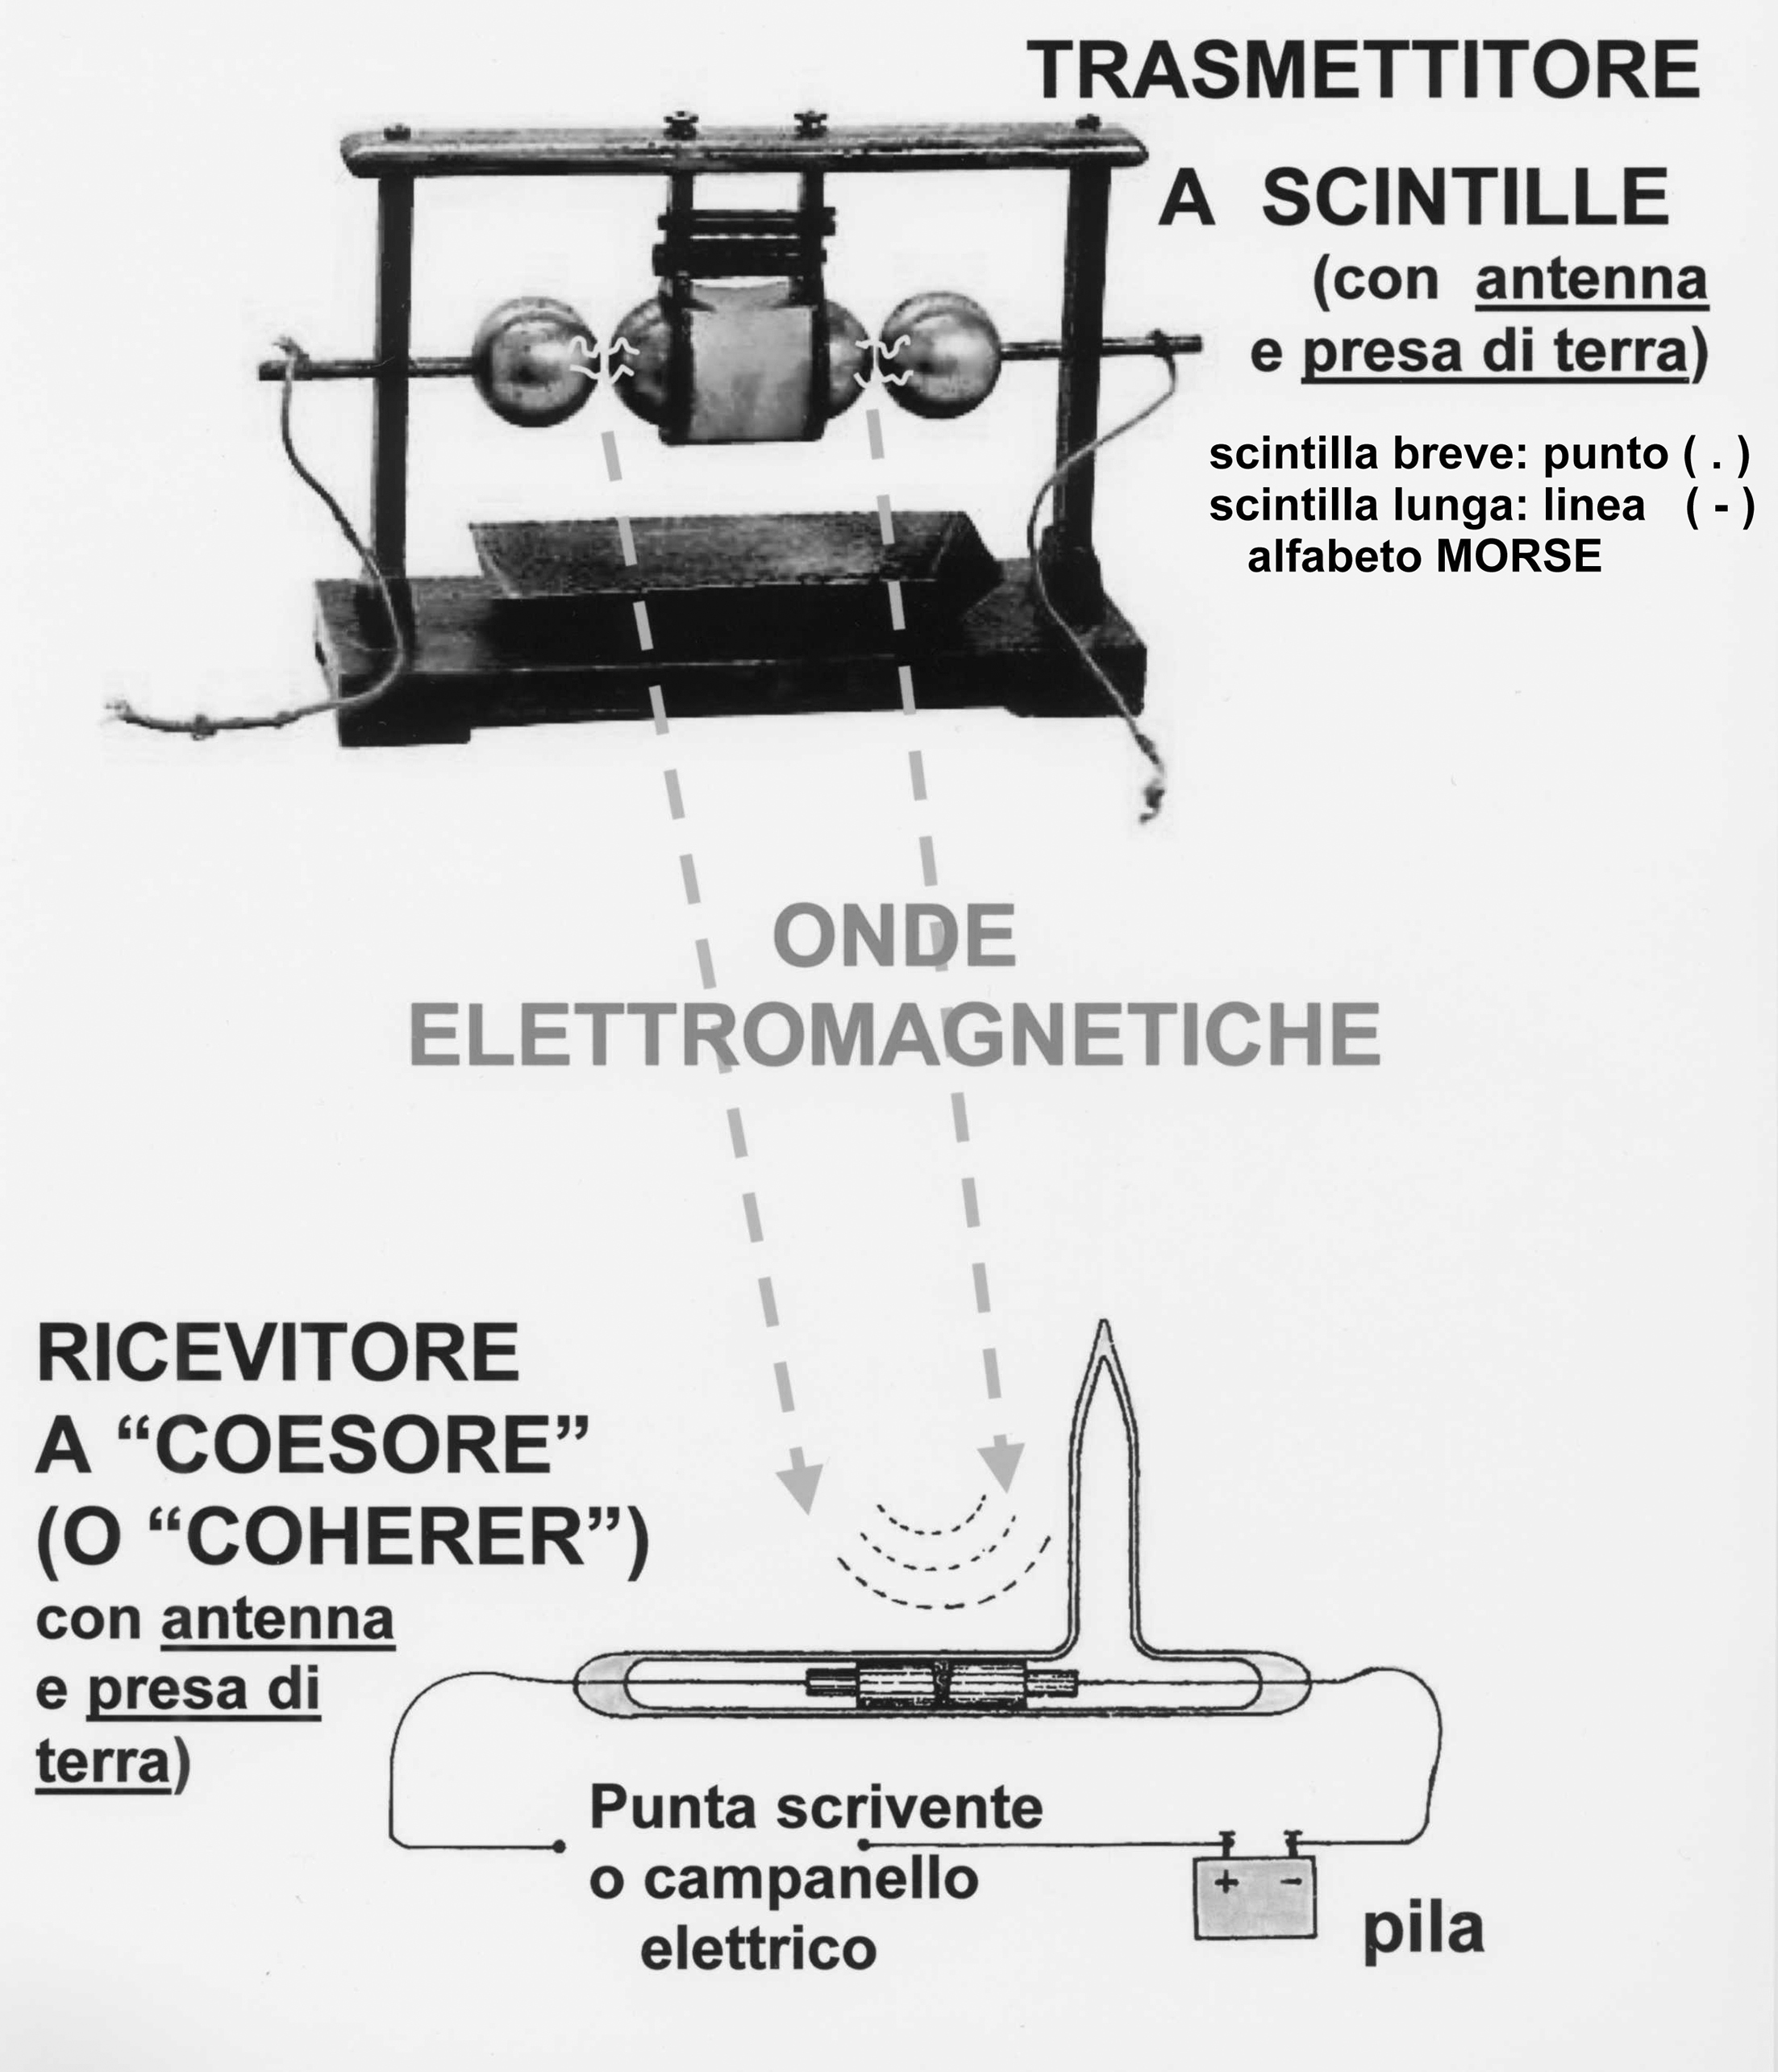 TRASMETTITORE
A SCINTILLE
(con antenna
e presa di terra)
scintilla breve: punto ( . )
scintilla lunga: linea ( - )
alfabeto MORSE
ONDE
ELETTROMAGNETICHE
RICEVITORE
A “COESORE”
(O “COHERER”)
con antenna
e presa di
terra)
Punta scrivente
o campanello
elettrico
+ −
pila